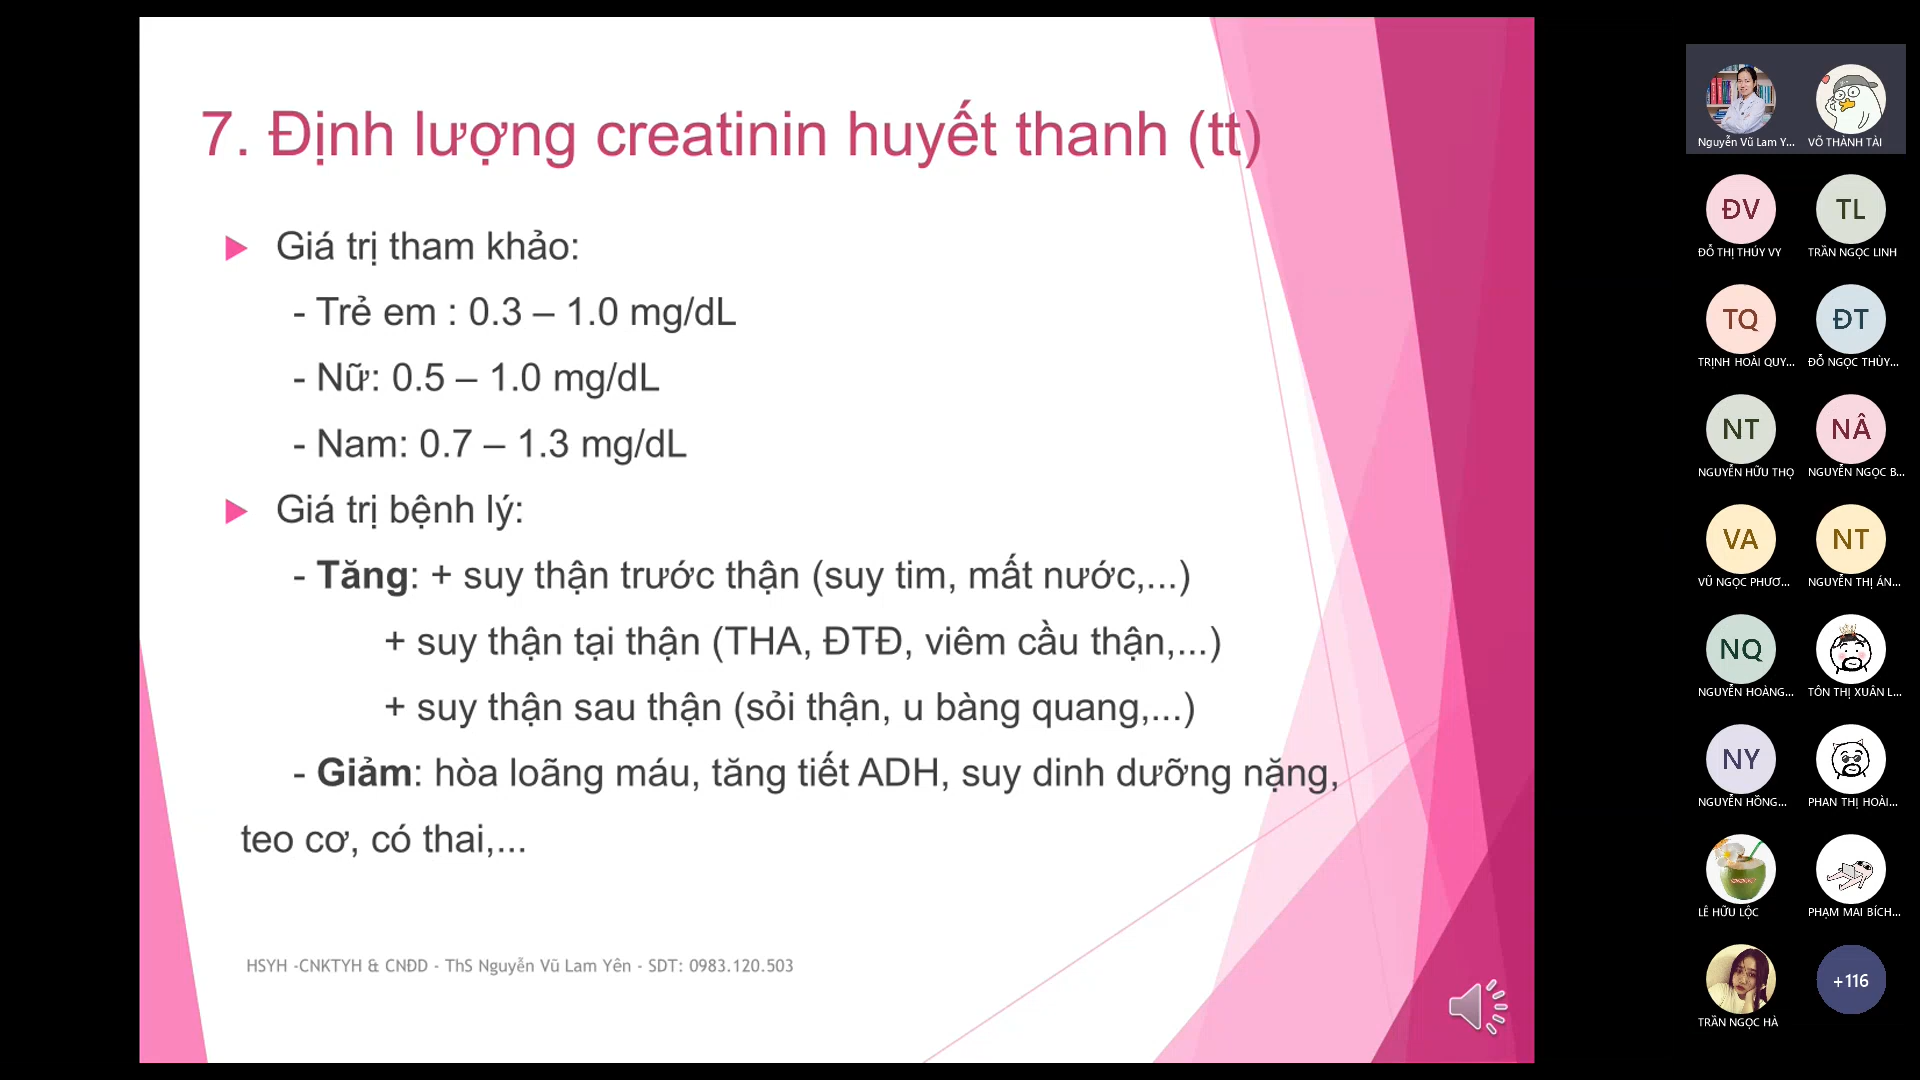 7. Định lượng creatinin huyết thanh (tt)
Giá trị tham khảo:
- Trẻ em : 0.3 – 1.0 mg/dL
- Nữ: 0.5 – 1.0 mg/dL
- Nam: 0.7 – 1.3 mg/dL
Giá trị bệnh lý:
- Tăng: + suy thận trước thận (suy tim, mất nước,...)
+ suy thận tại thận (THA, ĐTĐ, viêm cầu thận,...)
+ suy thận sau thận (sỏi thận, u bàng quang,...)
- Giảm: hòa loãng máu, tăng tiết ADH, suy dinh dưỡng nặng,
teo cơ, có thai,...
HSYH -CNKTYH & CNĐD - ThS Nguyễn Vũ Lam Yên - SDT: 0983.120.503
Nguyễn Vũ Lam Y...
VÕ THÀNH TÀI
ĐV
ĐỖ THỊ THÚY VY
TL
TRẦN NGỌC LINH
TQ
TRỊNH HOÀI QUY...
ĐT
ĐỖ NGỌC THÙY...
NT
NGUYỄN HỮU THỌ
NÂ
NGUYỄN NGỌC B...
VA
VŨ NGỌC PHƯƠ...
NT
NGUYỄN THỊ ÁN...
NQ
NGUYỄN HOÀNG...
TÔN THỊ XUÂN L...
NY
NGUYỄN HỒNG...
PHAN THỊ HOÀI...
LÊ HỮU LỘC
PHẠM MAI BÍCH...
TRẦN NGỌC HÀ
+116